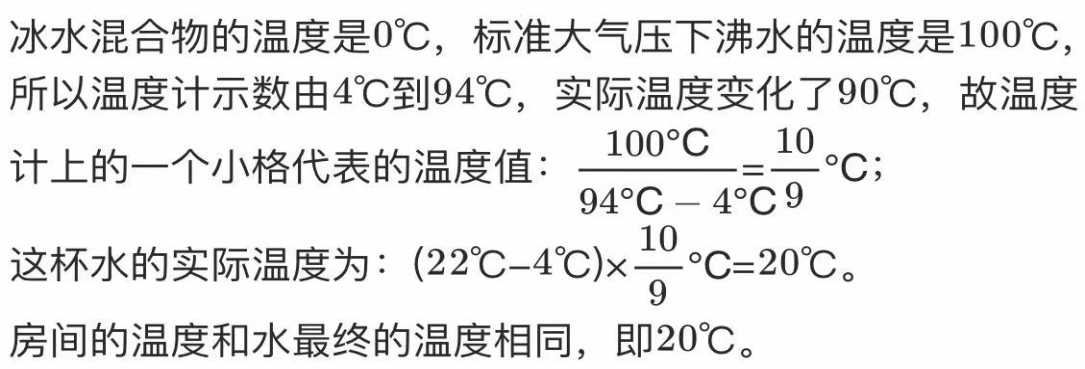 冰水混合物的温度是0℃，标准大气压下沸水的温度是100℃，
所以温度计示数由4℃到94℃，实际温度变化了90℃，故温度
计上的一个小格代表的温度值：\frac{100°C}{94°C − 4°C}=\frac{10}{9}°C；
这杯水的实际温度为：(22℃–4℃)×\frac{10}{9}°C=20℃。
房间的温度和水最终的温度相同，即20℃。